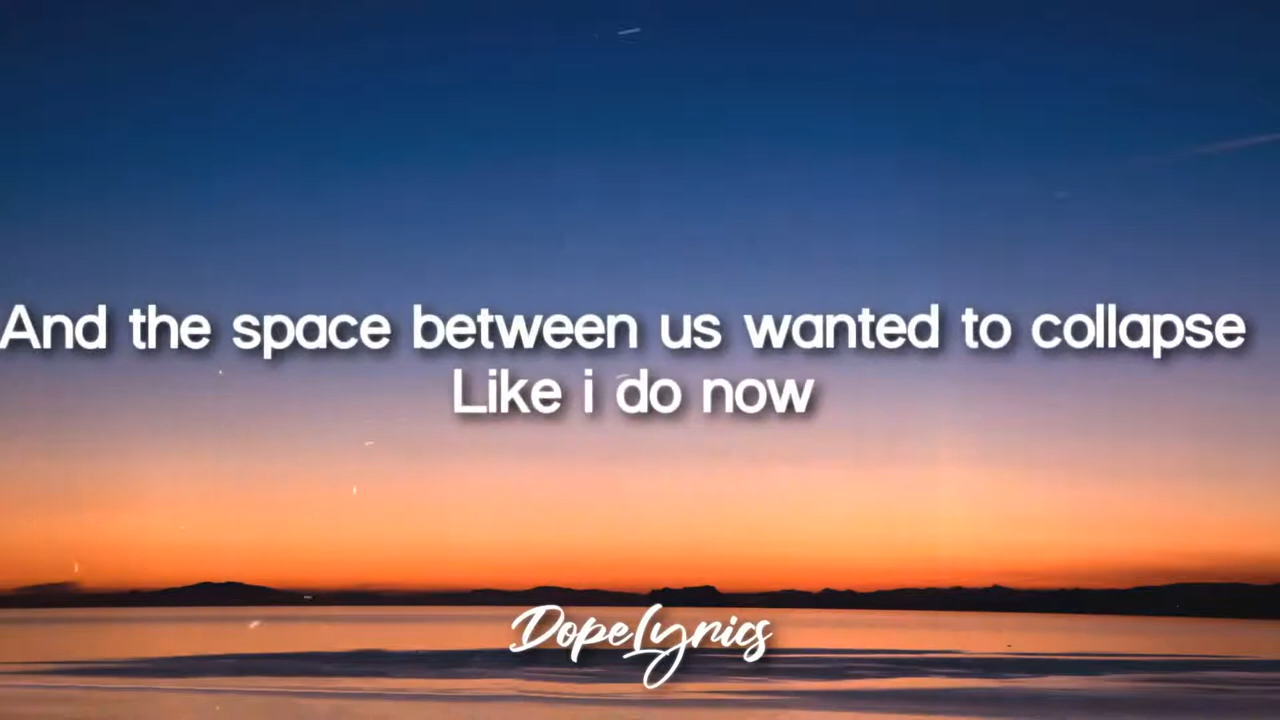 And the space between us wanted to collapse
Like i do now
DopeLyrics